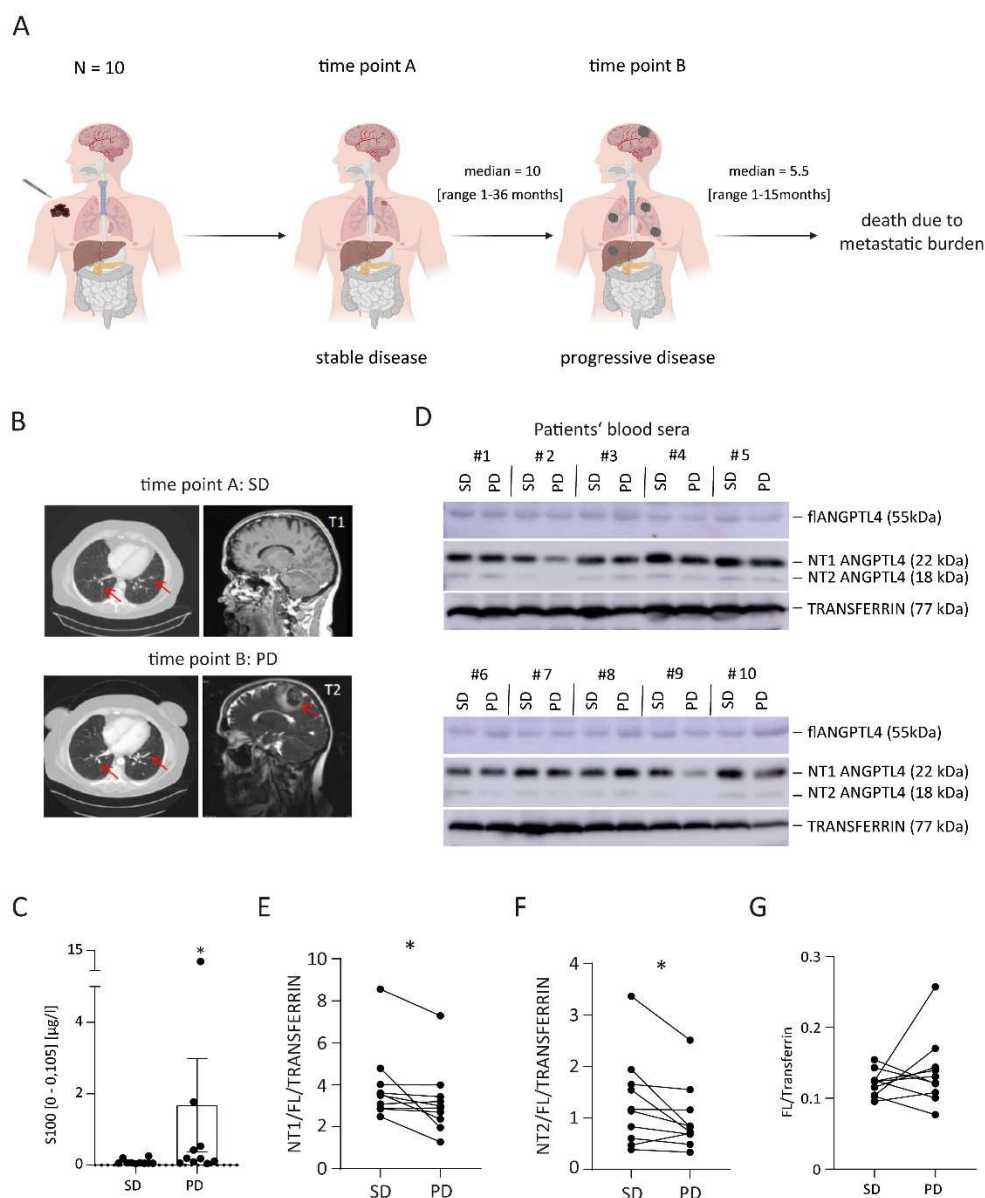 A
N = 10
time point A
time point B
median = 10
[range 1-36 months]
median = 5.5
[range 1-15months]
death due to
metastatic burden
stable disease
progressive disease
B
time point A: SD
T1
time point B: PD
T2
D
Patients‘ blood sera
#1 #2 #3 #4 #5
SD PD SD PD SD PD SD PD SD PD
flANGPTL4 (55kDa)
NT1 ANGPTL4 (22 kDa)
NT2 ANGPTL4 (18 kDa)
TRANSFERRIN (77 kDa)
#6 #7 #8 #9 #10
SD PD SD PD SD PD SD PD SD PD
flANGPTL4 (55kDa)
NT1 ANGPTL4 (22 kDa)
NT2 ANGPTL4 (18 kDa)
TRANSFERRIN (77 kDa)
C
S100 [0 - 0,105] [µg/l]
15
4
2
0
*
SD PD
E
NT1/FL/TRANSFERRIN
10
8
6
4
2
0
*
SD PD
F
NT2/FL/TRANSFERRIN
4
3
2
1
0
*
SD PD
G
FL/Transferrin
0.3
0.2
0.1
0
SD PD